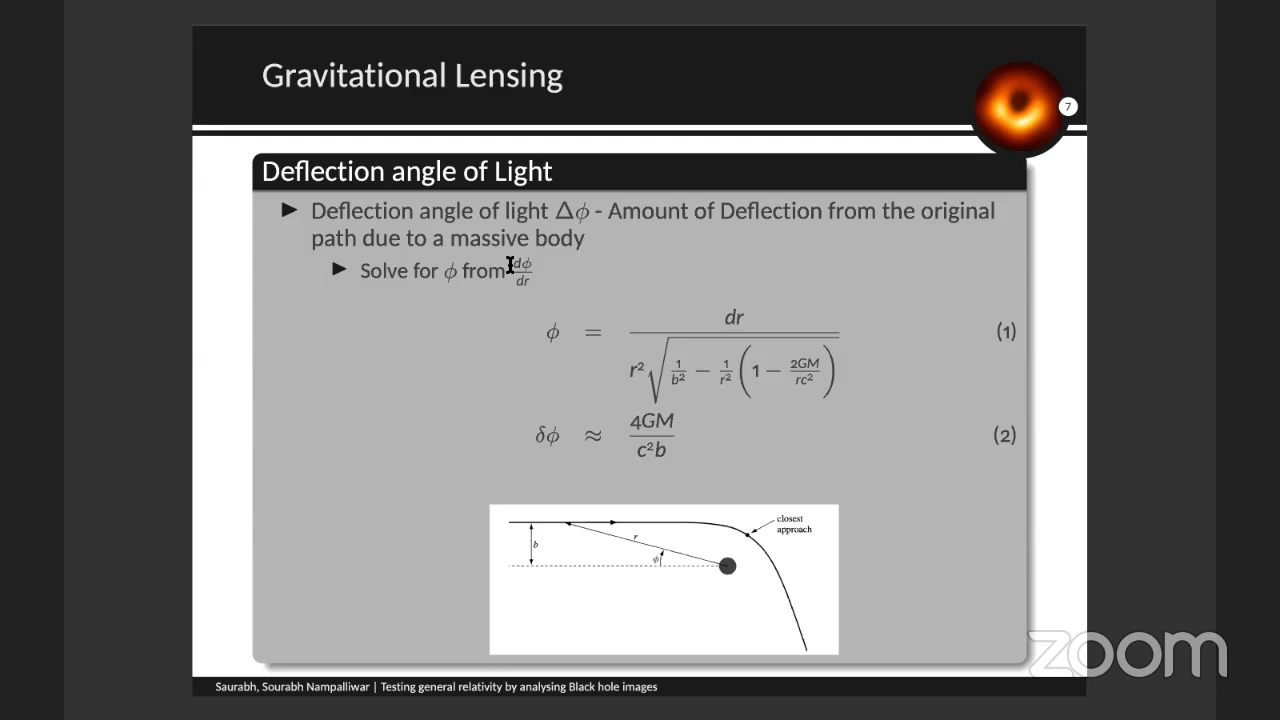 Gravitational Lensing
7
Deflection angle of Light
► Deflection angle of light Δϕ - Amount of Deflection from the original
path due to a massive body
► Solve for ϕ from dϕ/dr
ϕ = dr / (r² √(1/b² − 1/r² (1 − 2GM/rc²))) (1)
δϕ ≈ 4GM / c²b (2)
closest
approach
b
r
ϕ
zoom
Saurabh, Sourabh Nampalliwar | Testing general relativity by analysing Black hole images